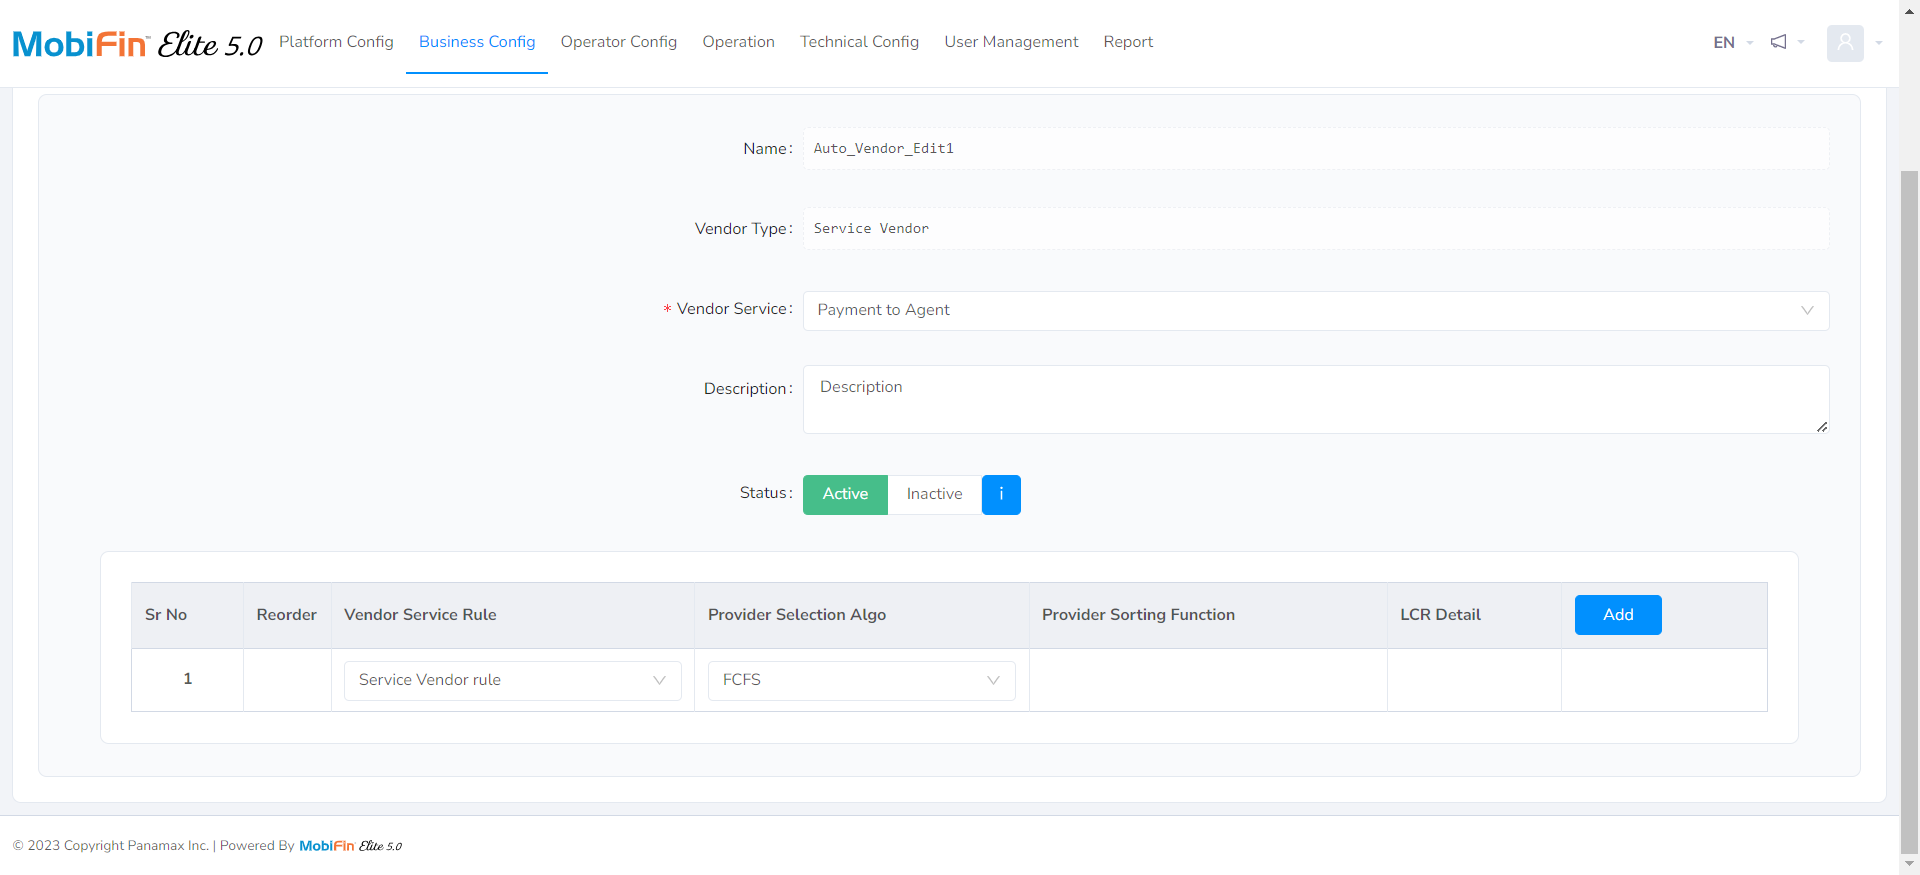 MobiFin™ Elite 5.0 Platform Config Business Config Operator Config Operation Technical Config User Management Report EN
Name: Auto_Vendor_Edit1
Vendor Type: Service Vendor
* Vendor Service: Payment to Agent
Description: Description
Status: Active Inactive i
Sr No Reorder Vendor Service Rule Provider Selection Algo Provider Sorting Function LCR Detail Add
1 Service Vendor rule FCFS
© 2023 Copyright Panamax Inc. | Powered By MobiFin Elite 5.0